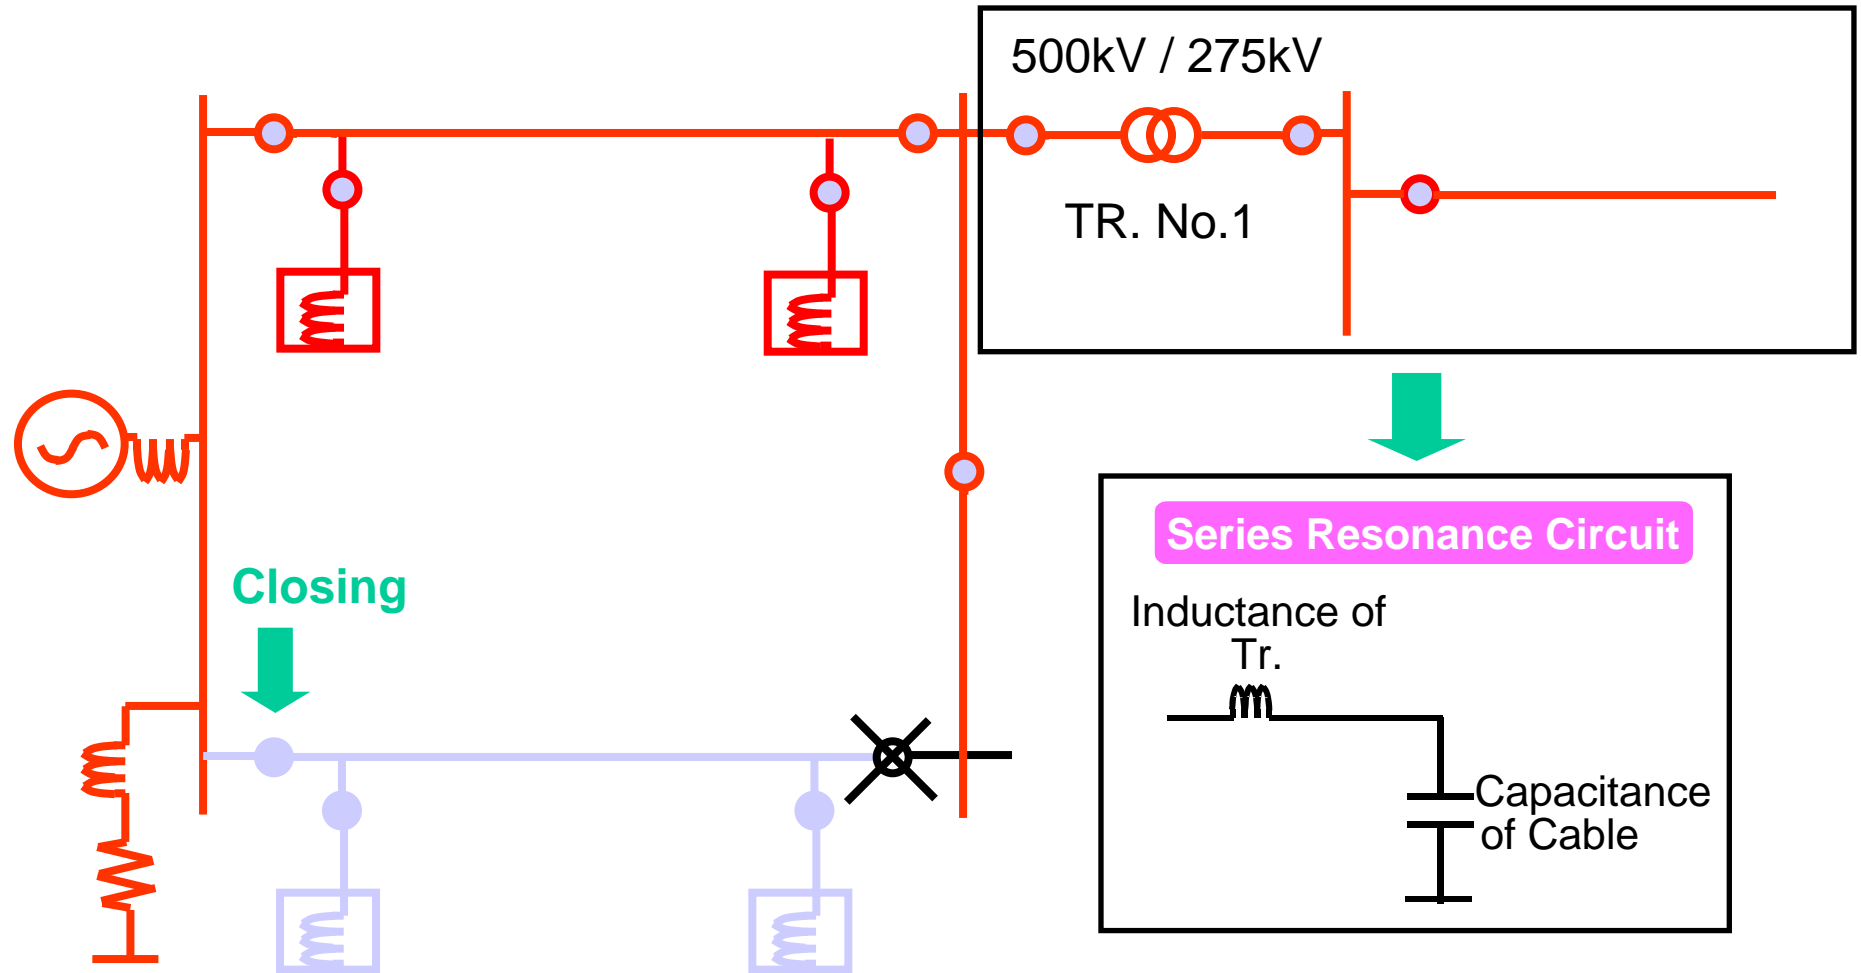 500kV / 275kV
TR. No.1
Closing
Series Resonance Circuit
Inductance of
Tr.
Capacitance
of Cable